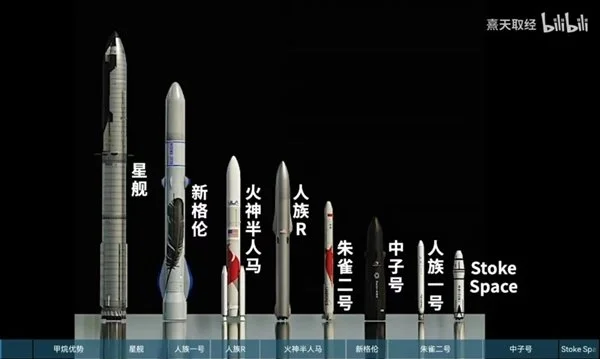 熹天取经 bilibili
星舰
新格伦
火神半人马
人族R
朱雀二号
中子号
人族一号
Stoke
Space
甲烷优势 星舰 人族一号 人族R 火神半人马 新格伦 朱雀二号 中子号 Stoke Spa